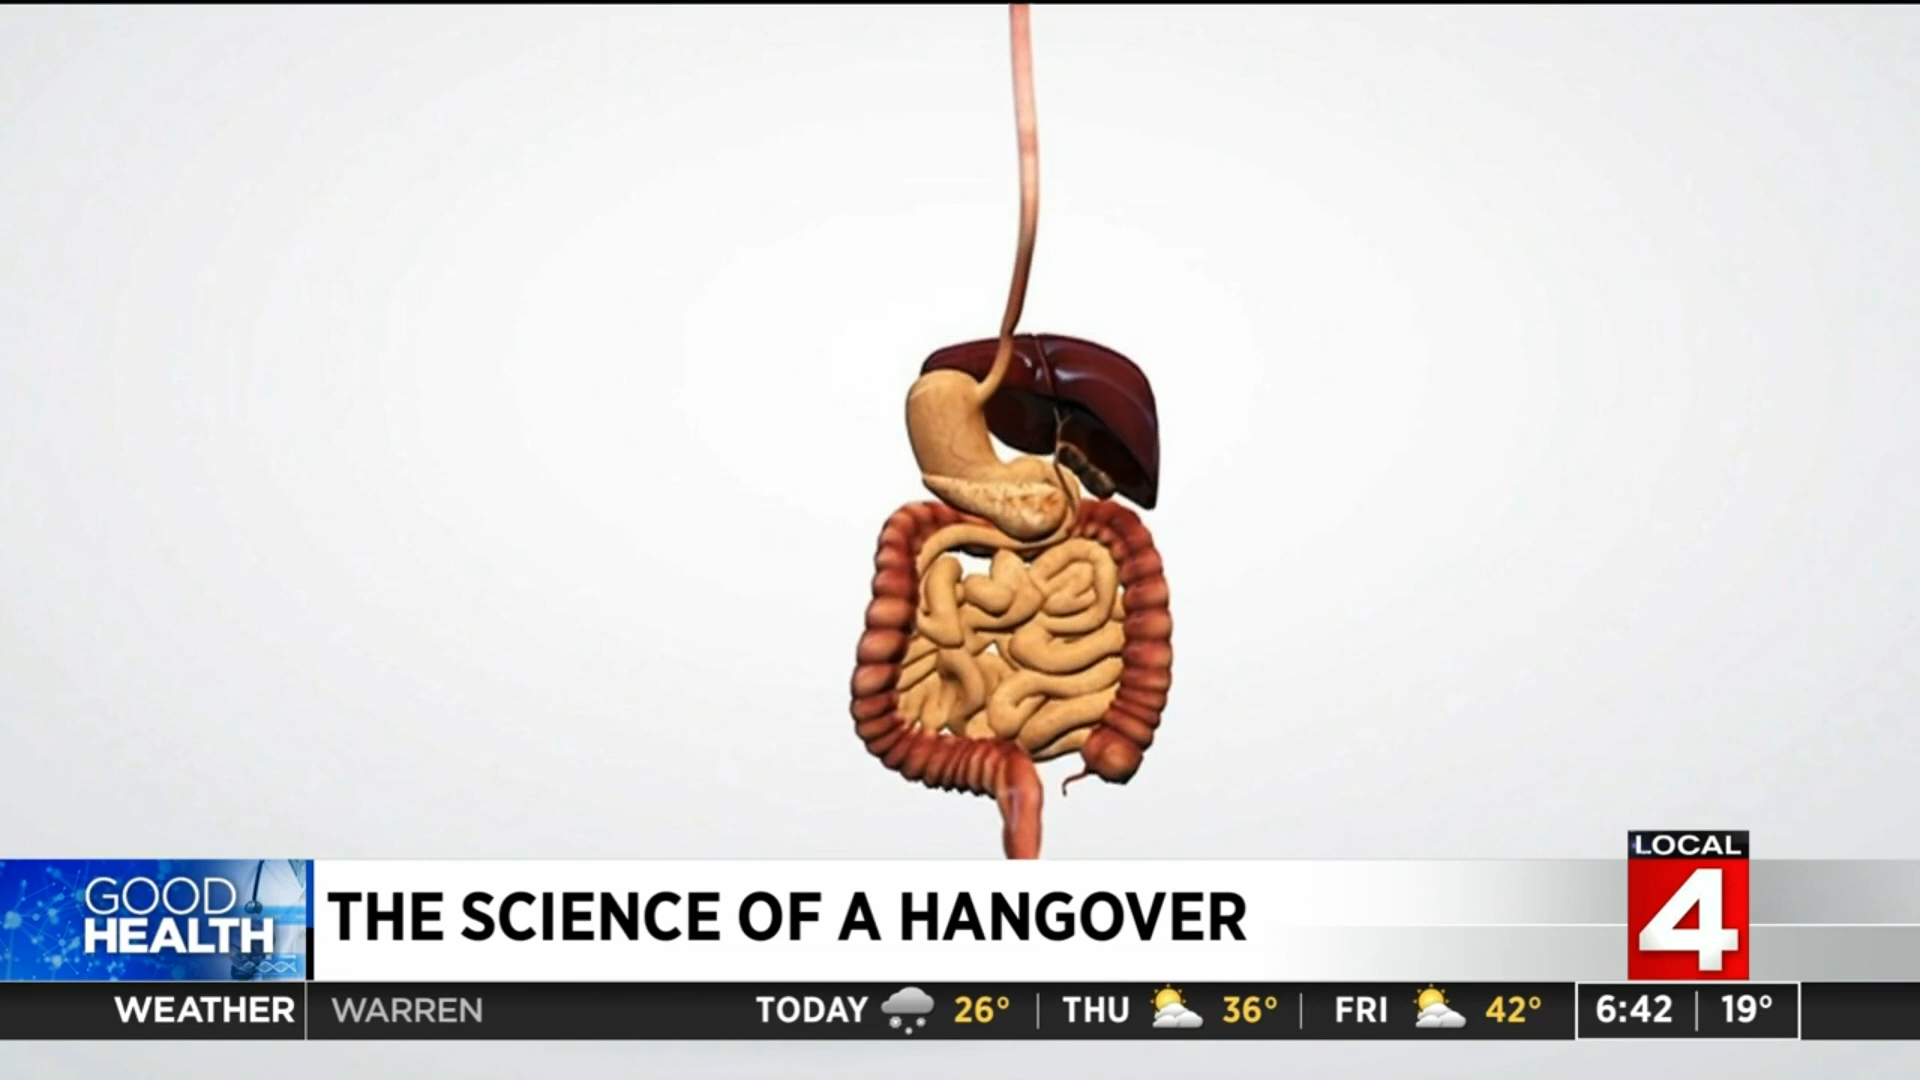 LOCAL
4
GOOD
HEALTH
THE SCIENCE OF A HANGOVER
WEATHER WARREN TODAY 26° THU 36° FRI 42° 6:42 19°